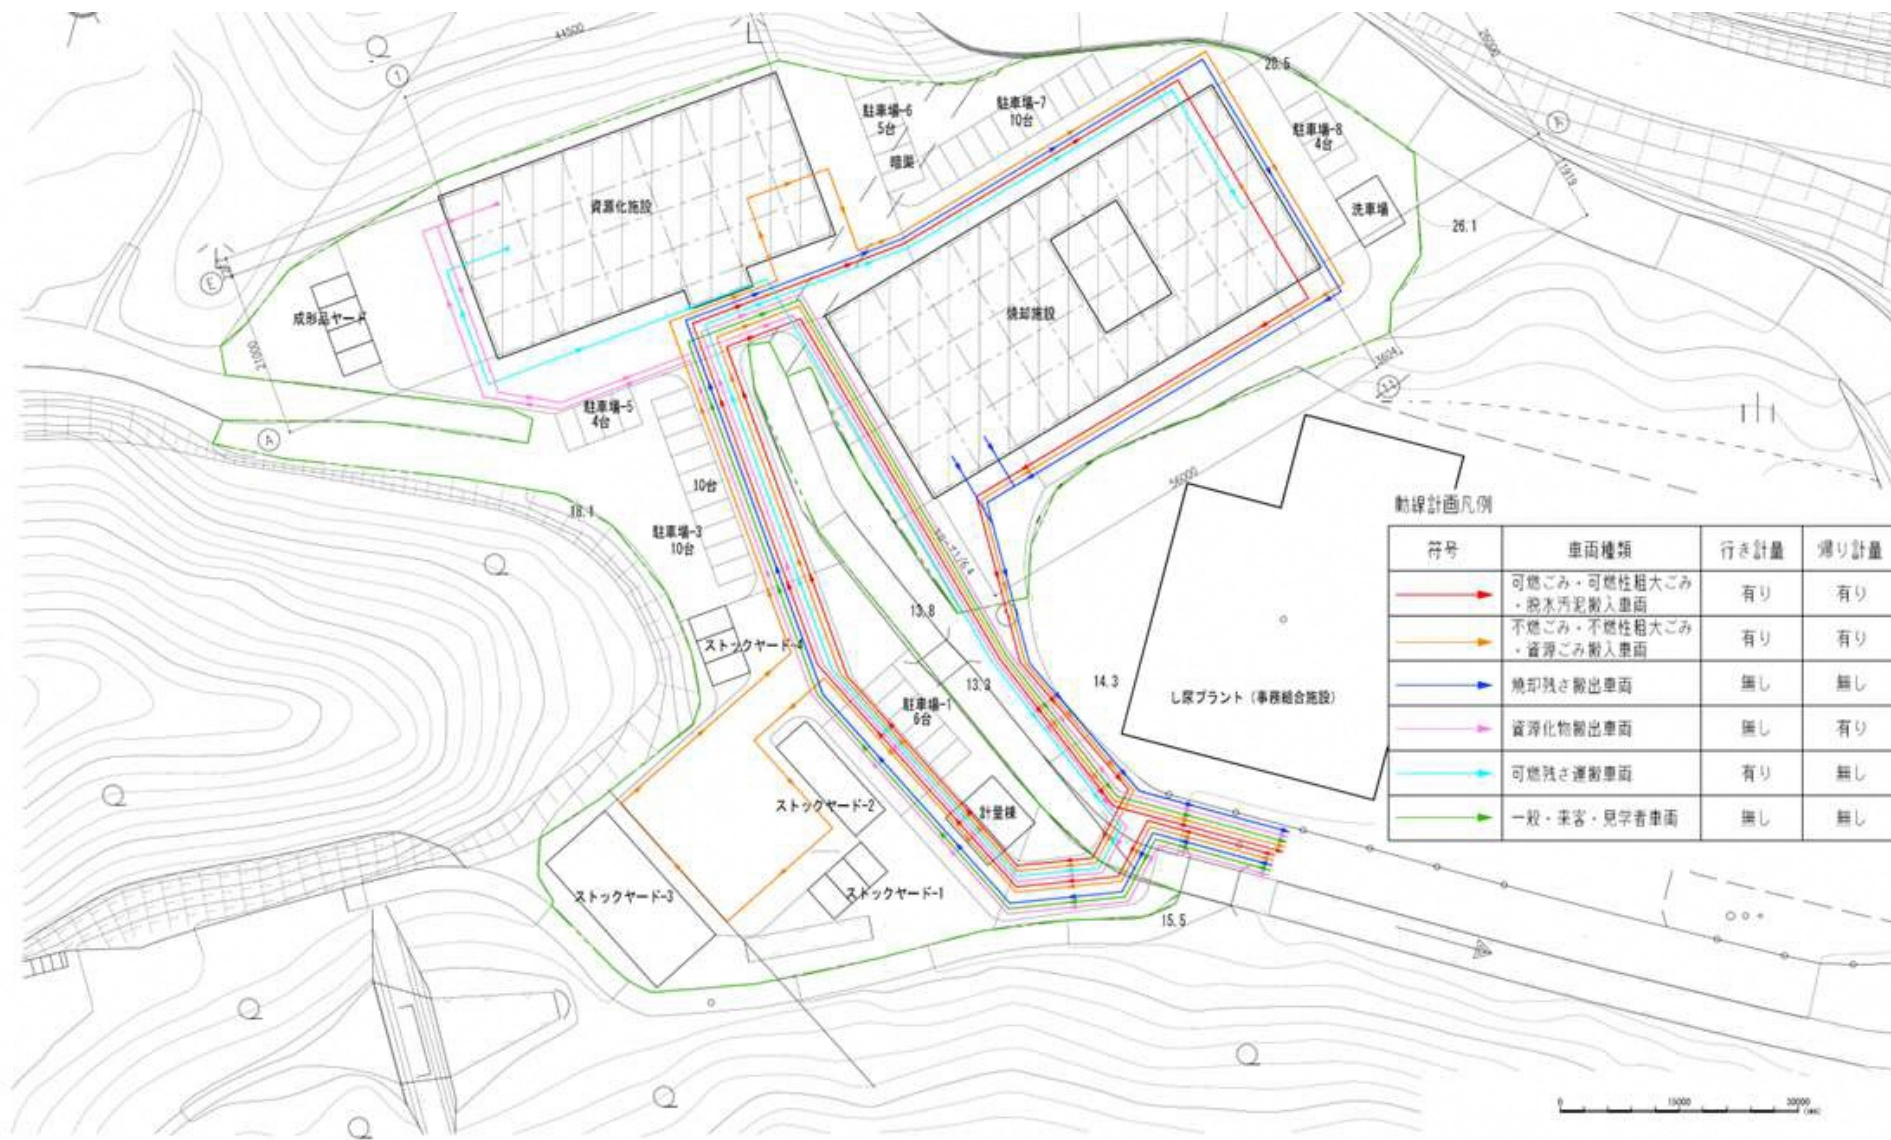 44500
1
E
A
21000
成形品ヤード
資源化施設
駐車場-6
5台
暗渠
駐車場-7
10台
28.5
駐車場-8
4台
洗車場
26.1
A
1919
焼却施設
3604
11
56000
駐車場-5
4台
10台
駐車場-3
10台
18.1
ストックヤード-4
13.8
13.3
14.3
駐車場-1
6台
し尿プラント（事務組合施設）
ストックヤード-2
計量棟
ストックヤード-3
ストックヤード-1
15.5
動線計画凡例
符号 車両種類 行き計量 帰り計量
可燃ごみ・可燃性粗大ごみ
・脱水汚泥搬入車両 有り 有り
不燃ごみ・不燃性粗大ごみ
・資源ごみ搬入車両 有り 有り
焼却残さ搬出車両 無し 無し
資源化物搬出車両 無し 有り
可燃残さ運搬車両 有り 無し
一般・来客・見学者車両 無し 無し
0 15000 30000